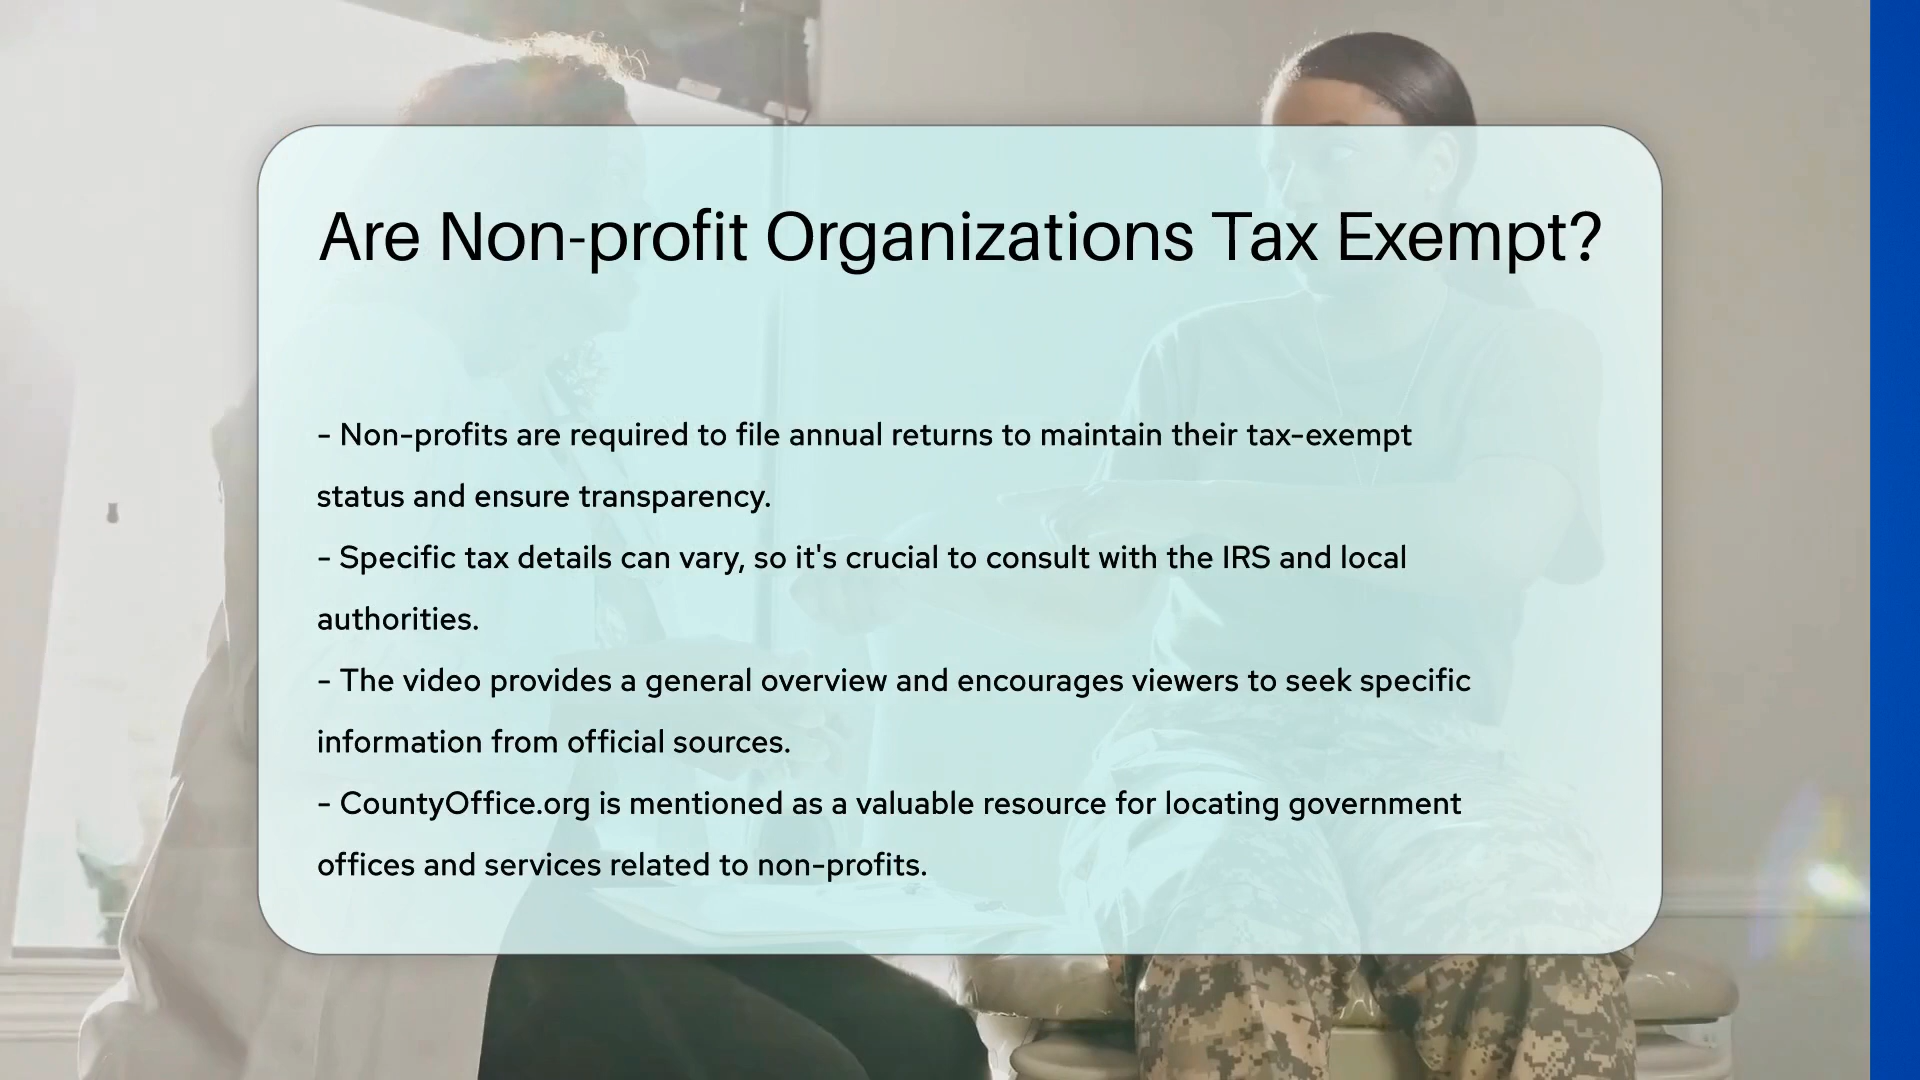 Are Non-profit Organizations Tax Exempt?
- Non-profits are required to file annual returns to maintain their tax-exempt
status and ensure transparency.
- Specific tax details can vary, so it's crucial to consult with the IRS and local
authorities.
- The video provides a general overview and encourages viewers to seek specific
information from official sources.
- CountyOffice.org is mentioned as a valuable resource for locating government
offices and services related to non-profits.